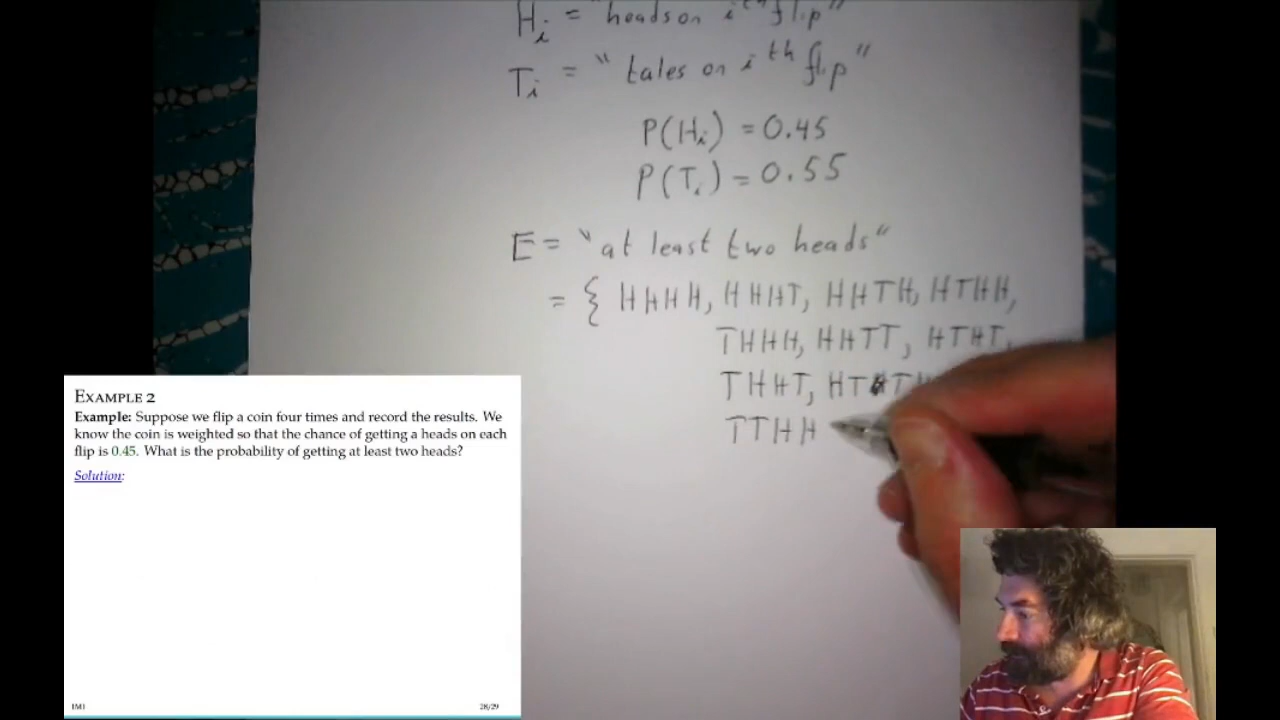 Hi = "heads on ith flip"
Ti = "tales on ith flip"
P(Hi) = 0.45
P(Ti) = 0.55
E = "at least two heads"
= { HHHH, HHHT, HHTH, HTHH,
THHH, HHTT, HTHT,
THHT,
TTHH
EXAMPLE 2
Example: Suppose we flip a coin four times and record the results. We
know the coin is weighted so that the chance of getting a heads on each
flip is 0.45. What is the probability of getting at least two heads?
Solution:
IMI
28/29